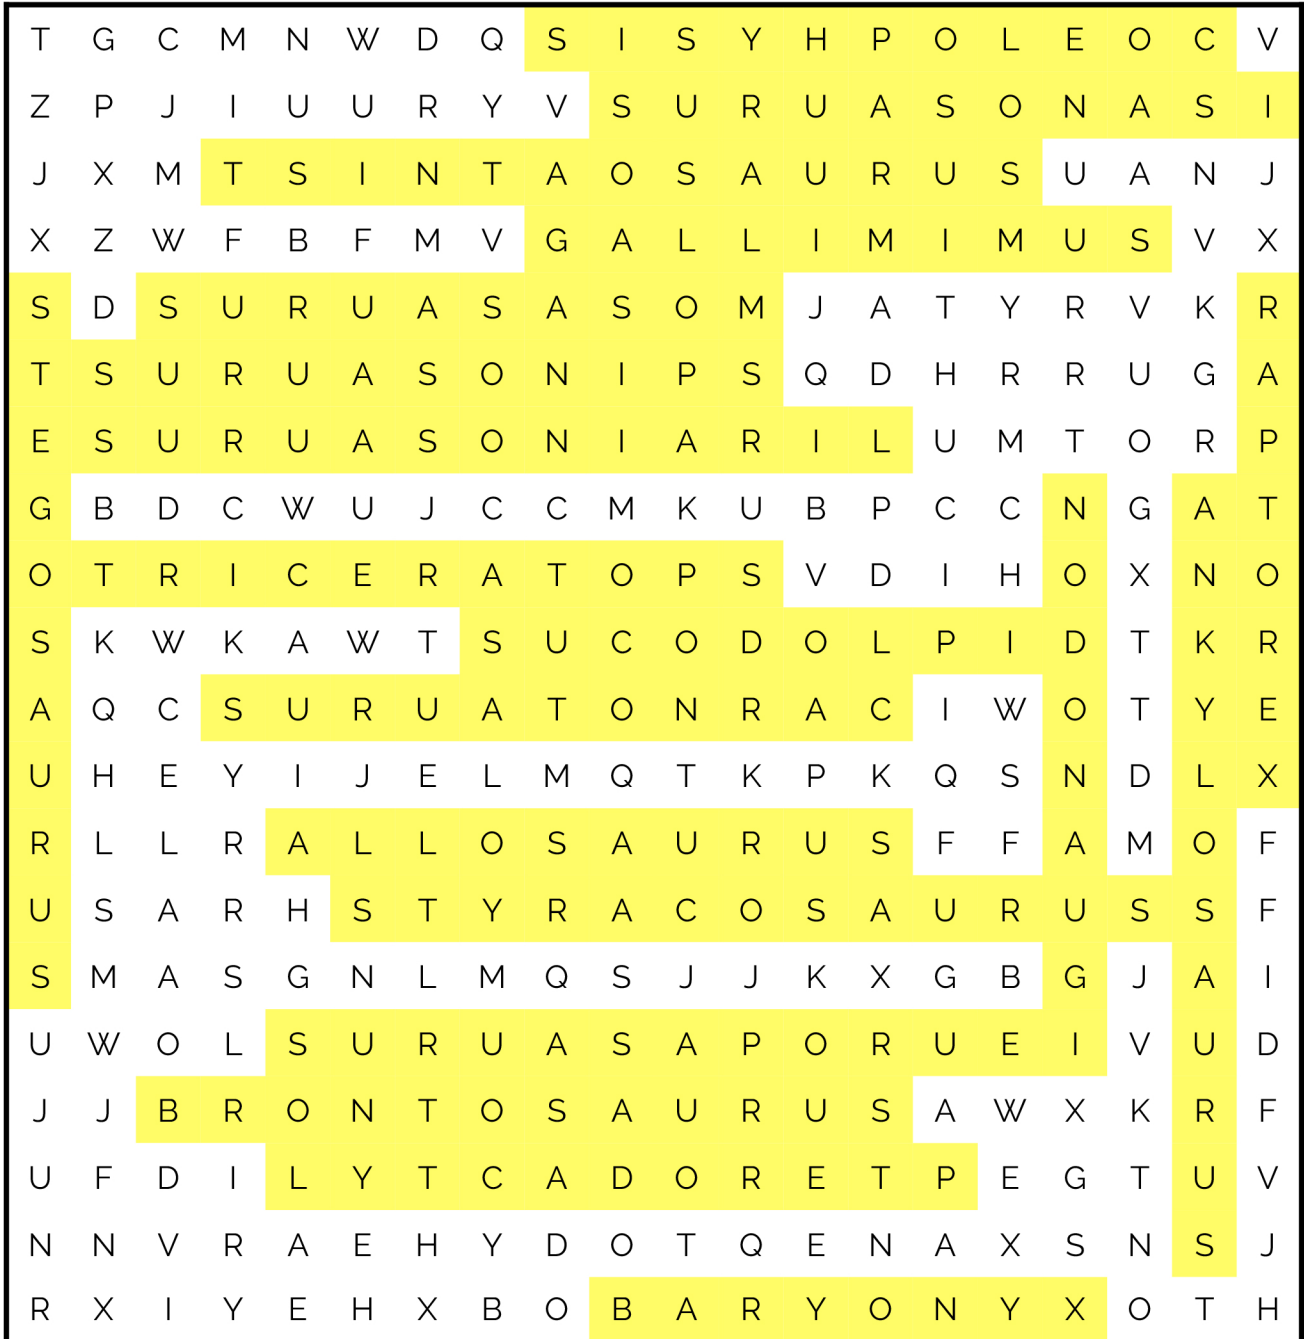 T G C M N W D Q S I S Y H P O L E O C V
Z P J I U U R Y V S U R U A S O N A S I
J X M T S I N T A O S A U R U S U A N J
X Z W F B F M V G A L L I M I M U S V X
S D S U R U A S A S O M J A T Y R V K R
T S U R U A S O N I P S Q D H R R U G A
E S U R U A S O N I A R I L U M T O R P
G B D C W U J C C M K U B P C C N G A T
O T R I C E R A T O P S V D I H O X N O
S K W K A W T S U C O D O L P I D T K R
A Q C S U R U A T O N R A C I W O T Y E
U H E Y I J E L M Q T K P K Q S N D L X
R L L R A L L O S A U R U S F F A M O F
U S A R H S T Y R A C O S A U R U S S F
S M A S G N L M Q S J J K X G B G J A I
U W O L S U R U A S A P O R U E I V U D
J J B R O N T O S A U R U S A W X K R F
U F D I L Y T C A D O R E T P E G T U V
N N V R A E H Y D O T Q E N A X S N S J
R X I Y E H X B O B A R Y O N Y X O T H